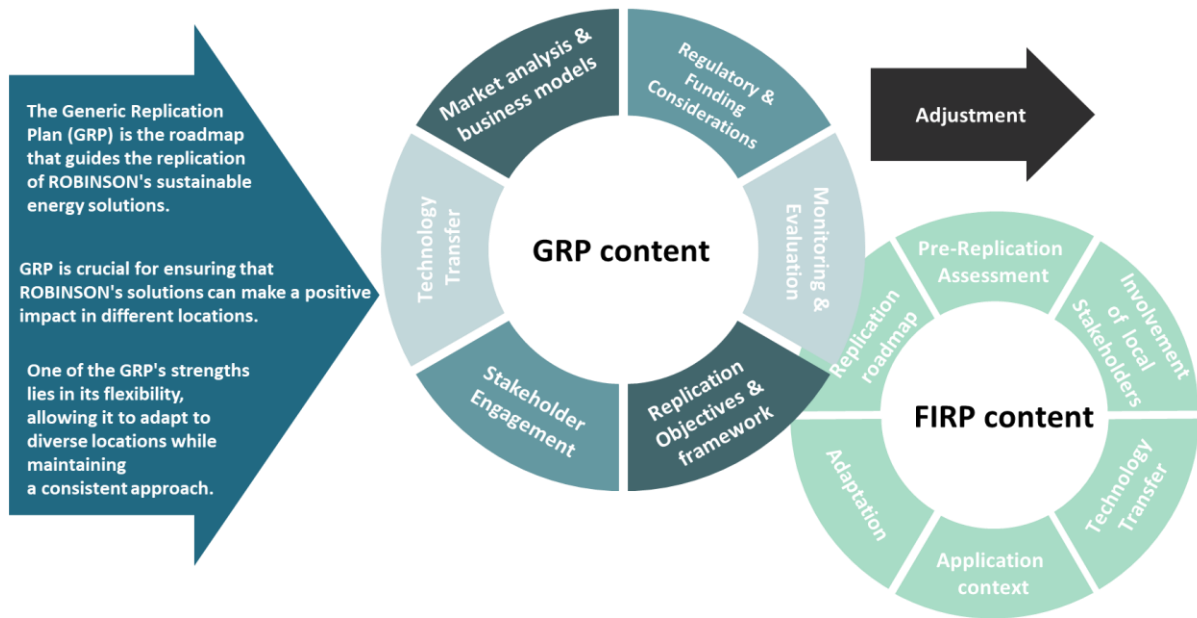 The Generic Replication
Plan (GRP) is the roadmap
that guides the replication
of ROBINSON's sustainable
energy solutions.
GRP is crucial for ensuring that
ROBINSON's solutions can make a positive
impact in different locations.
One of the GRP's strengths
lies in its flexibility,
allowing it to adapt to
diverse locations while
maintaining
a consistent approach.
Market analysis &
business models
Regulatory &
Funding
Considerations
Monitoring &
Evaluation
Replication
Objectives &
framework
Stakeholder
Engagement
Technology
Transfer
GRP content
Adjustment
Pre-Replication
Assessment
Involvement
of local
Stakeholders
Technology
Transfer
Application
context
Adaptation
Replication
roadmap
FIRP content